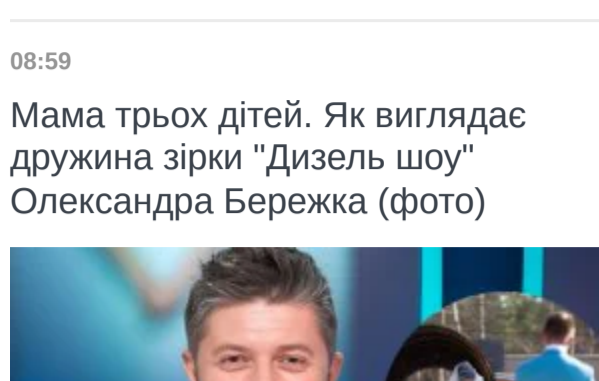 08:59
Мама трьох дітей. Як виглядає
дружина зірки "Дизель шоу"
Олександра Бережка (фото)